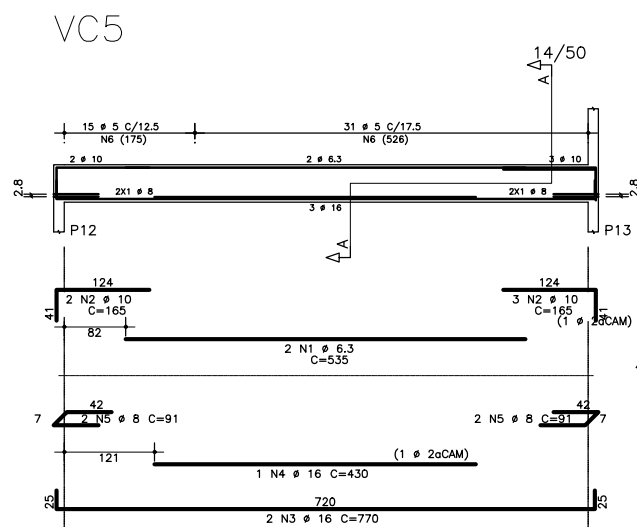 VC5
14/50
A
15 ø 5 C/12.5
N6 (175)
31 ø 5 C/17.5
N6 (526)
2 ø 10
2 ø 6.3
3 ø 10
2.8
2X1 ø 8
2X1 ø 8
2.8
3 ø 16
P12
A
P13
124
124
2 N2 ø 10
C=165
3 N2 ø 10
C=165
41
41
(1 ø 2aCAM)
82
2 N1 ø 6.3
C=535
42
42
7
2 N5 ø 8 C=91
2 N5 ø 8 C=91
7
121
(1 ø 2aCAM)
1 N4 ø 16 C=430
25
720
25
2 N3 ø 16 C=770